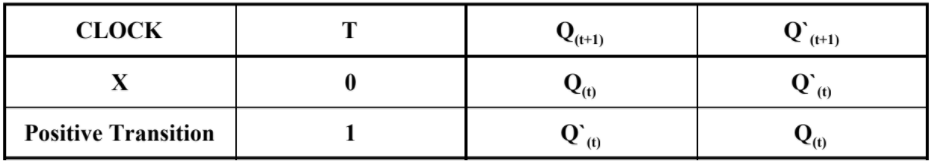 CLOCK T Q(t+1) Q`(t+1)
X 0 Q(t) Q`(t)
Positive Transition 1 Q`(t) Q(t)